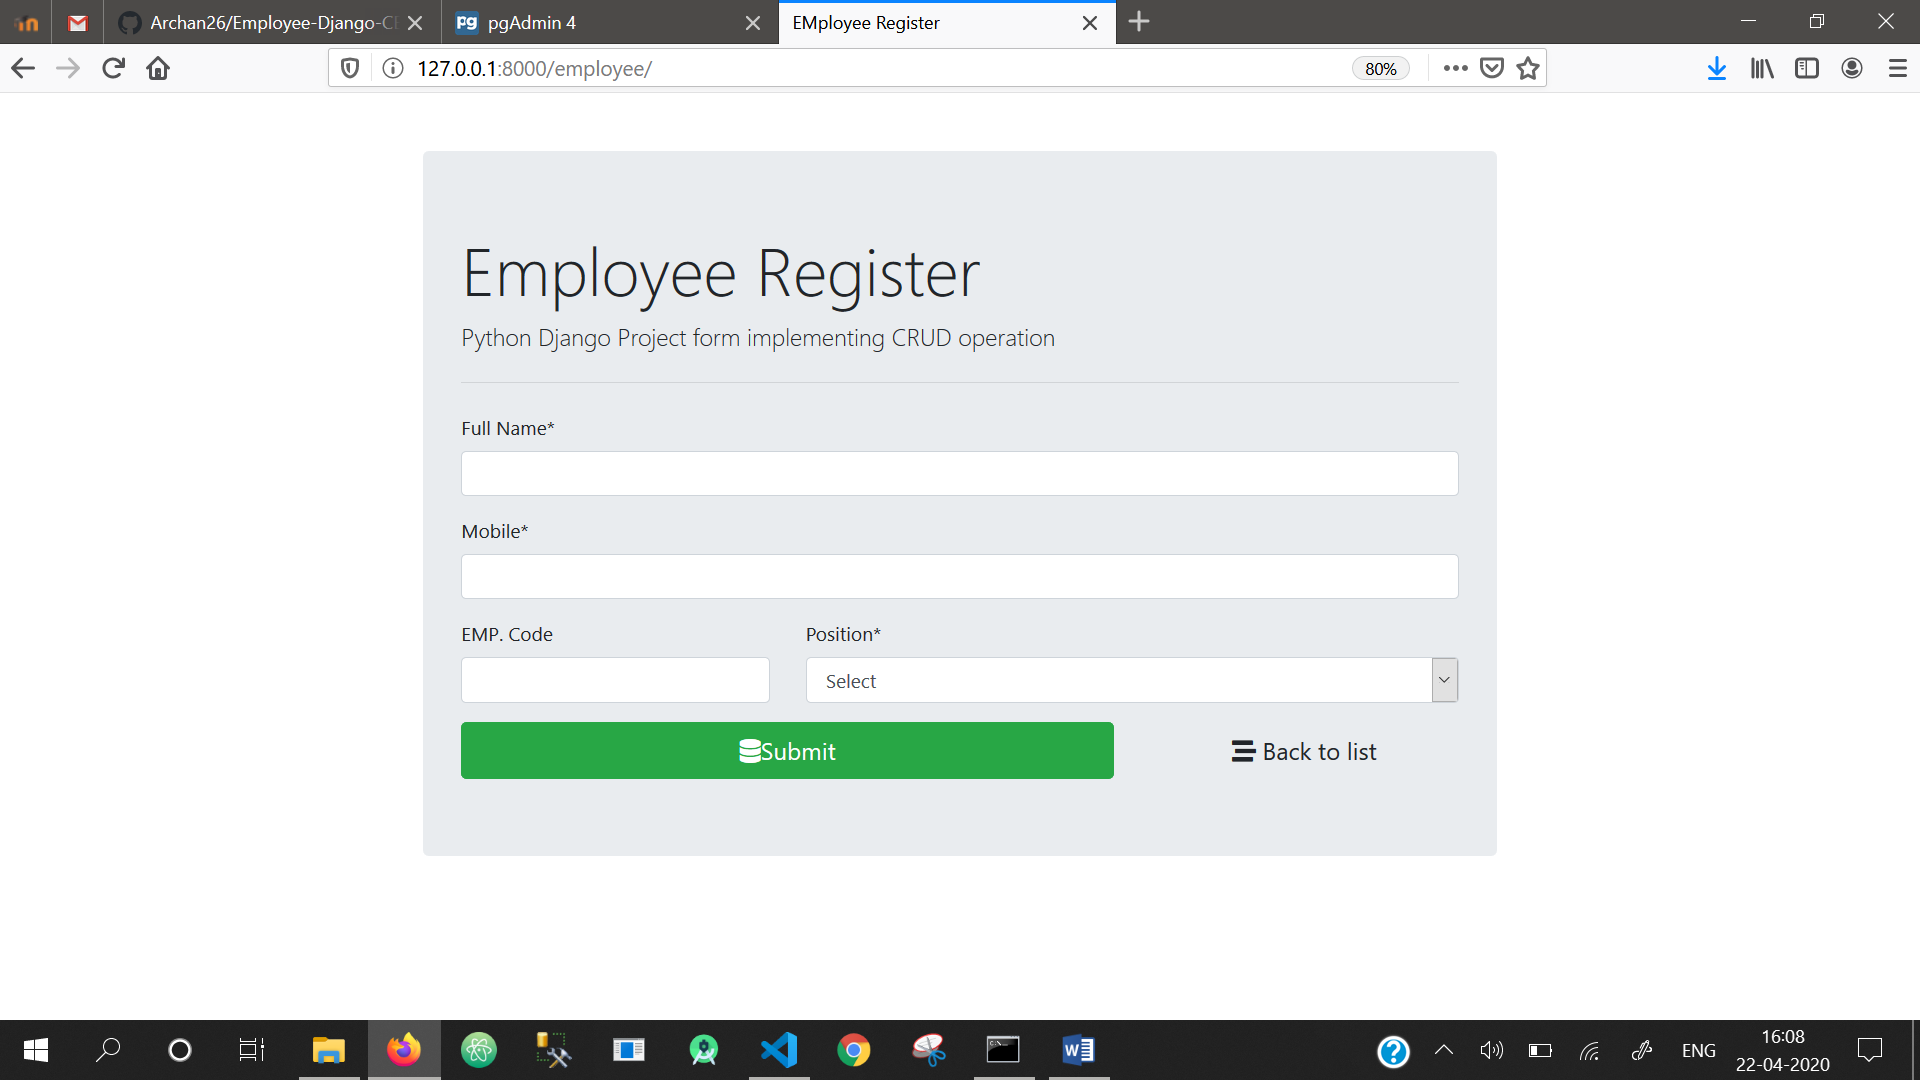 Archan26/Employee-Django-C
pgAdmin 4
EMployee Register
127.0.0.1:8000/employee/
80%
Employee Register
Python Django Project form implementing CRUD operation
Full Name*
Mobile*
EMP. Code
Position*
Select
Submit
Back to list
ENG
16:08
22-04-2020